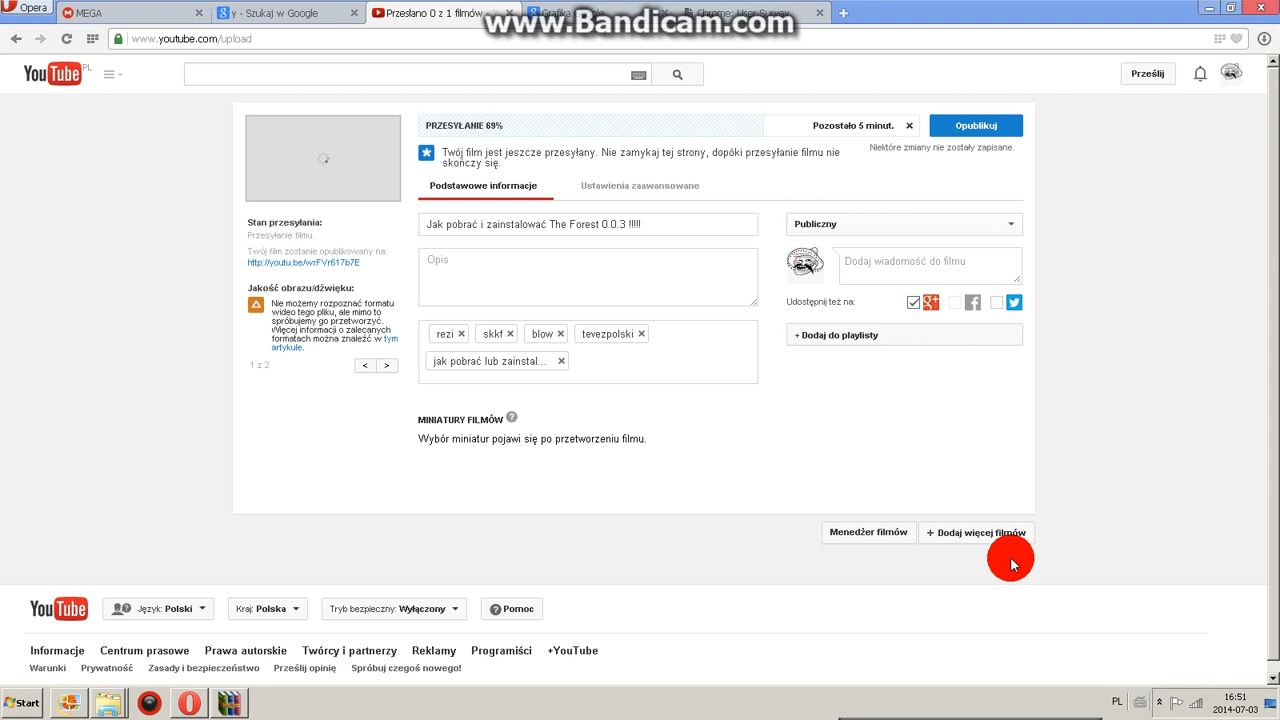 Opera
MEGA
y - Szukaj w Google
Przesłano 0 z 1 filmów
Grafika
Chrome: User Survey
www.Bandicam.com
www.youtube.com/upload
YouTube PL
Prześlij
PRZESYŁANIE 69%
Pozostało 5 minut.
Opublikuj
Niektóre zmiany nie zostały zapisane.
Twój film jest jeszcze przesyłany. Nie zamykaj tej strony, dopóki przesyłanie filmu nie
skończy się.
Podstawowe informacje
Ustawienia zaawansowane
Stan przesyłania:
Przesyłanie filmu.
Twój film zostanie opublikowany na:
http://youtu.be/wrFVr617b7E
Jakość obrazu/dźwięku:
Nie możemy rozpoznać formatu
wideo tego pliku, ale mimo to
spróbujemy go przetworzyć.
Więcej informacji o zalecanych
formatach można znaleźć w tym
artykule.
1 z 2
< >
Jak pobrać i zainstalować The Forest 0.0.3 !!!!!
Opis
rezi
skkf
blow
tevezpolski
jak pobrać lub zainstal...
Publiczny
Dodaj wiadomość do filmu
Udostępnij też na:
+ Dodaj do playlisty
MINIATURY FILMÓW ?
Wybór miniatur pojawi się po przetworzeniu filmu.
Menedżer filmów
+ Dodaj więcej filmów
YouTube
Język: Polski
Kraj: Polska
Tryb bezpieczny: Wyłączony
Pomoc
Informacje
Centrum prasowe
Prawa autorskie
Twórcy i partnerzy
Reklamy
Programiści
+YouTube
Warunki
Prywatność
Zasady i bezpieczeństwo
Prześlij opinię
Spróbuj czegoś nowego!
Start
PL
16:51
2014-07-03